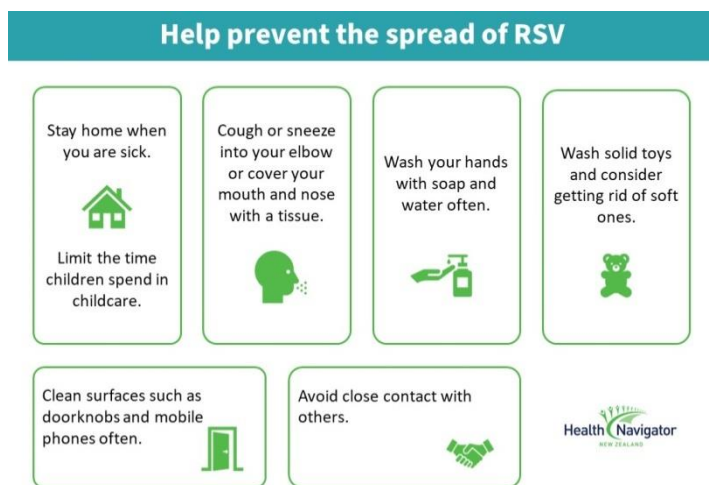 Help prevent the spread of RSV
Stay home when
you are sick.
Limit the time
children spend in
childcare.
Cough or sneeze
into your elbow
or cover your
mouth and nose
with a tissue.
Wash your hands
with soap and
water often.
Wash solid toys
and consider
getting rid of soft
ones.
Clean surfaces such as
doorknobs and mobile
phones often.
Avoid close contact with
others.
Health Navigator
NEW ZEALAND